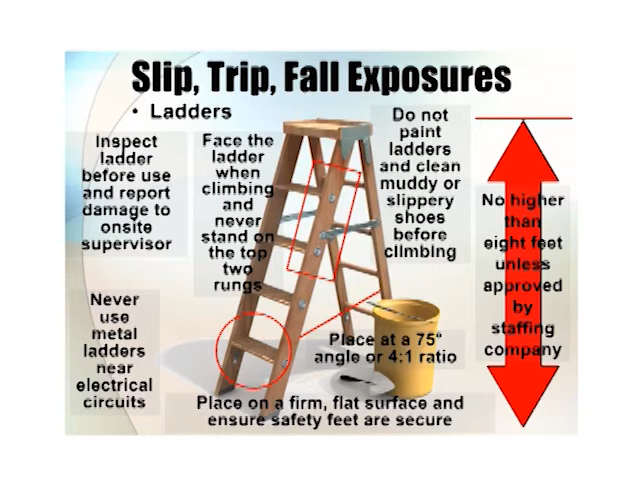 Slip, Trip, Fall Exposures
• Ladders
Inspect
ladder
before use
and report
damage to
onsite
supervisor
Face the
ladder
when
climbing
and
never
stand on
the top
two
rungs
Do not
paint
ladders
and clean
muddy or
slippery
shoes
before
climbing
No higher
than
eight feet
unless
approved
by
staffing
company
Never
use
metal
ladders
near
electrical
circuits
Place at a 75°
angle or 4:1 ratio
Place on a firm, flat surface and
ensure safety feet are secure